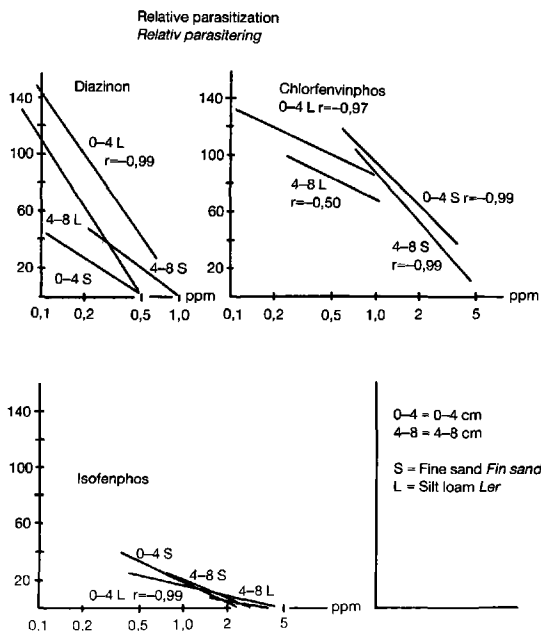 Relative parasitization
Relativ parasitering
Diazinon
140
100
60
20
0–4 L
r=–0,99
4–8 L
4–8 S
0–4 S
0,1
0,2
0,5
1,0
ppm
Chlorfenvinphos
0–4 L r=–0,97
140
100
60
20
4–8 L
r=–0,50
0–4 S r=–0,99
4–8 S
r=–0,99
0,1
0,2
1,0
5
ppm
Isofenphos
140
100
60
20
0–4 S
4–8 S
4–8 L
0–4 L r=–0,99
0,1
0,2
0,5
1,0
2
5
ppm
0–4 = 0–4 cm
4–8 = 4–8 cm
S = Fine sand Fin sand
L = Silt loam Ler